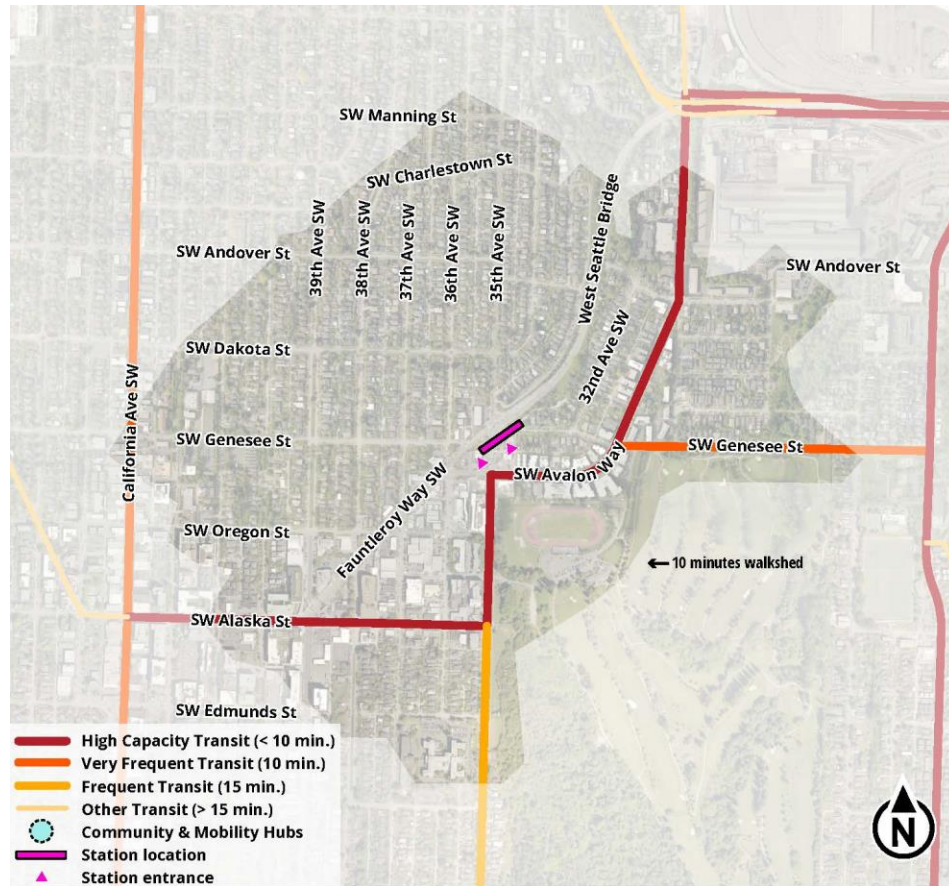 SW Manning St
SW Charlestown St
West Seattle Bridge
39th Ave SW
38th Ave SW
37th Ave SW
36th Ave SW
35th Ave SW
SW Andover St
SW Andover St
32nd Ave SW
SW Dakota St
California Ave SW
SW Genesee St
SW Genesee St
SW Avalon Way
Fauntleroy Way SW
SW Oregon St
← 10 minutes walkshed
SW Alaska St
SW Edmunds St
High Capacity Transit (< 10 min.)
Very Frequent Transit (10 min.)
Frequent Transit (15 min.)
Other Transit (> 15 min.)
Community & Mobility Hubs
Station location
Station entrance
N